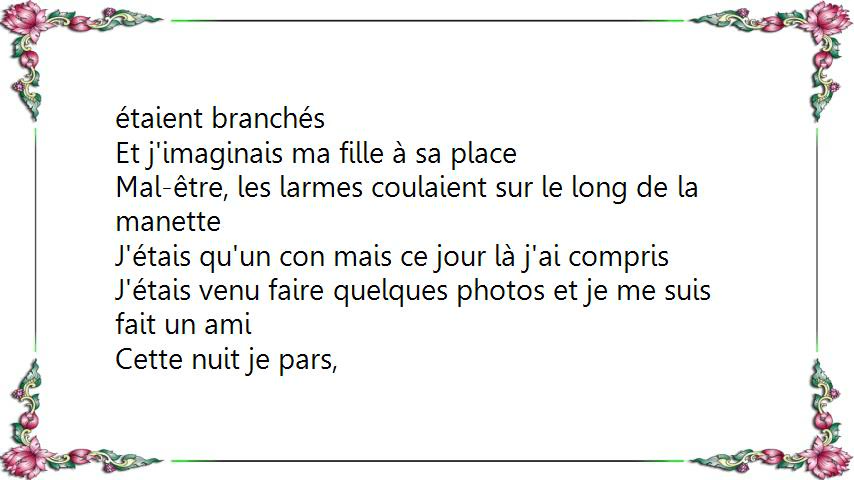 étaient branchés
Et j'imaginais ma fille à sa place
Mal-être, les larmes coulaient sur le long de la
manette
J'étais qu'un con mais ce jour là j'ai compris
J'étais venu faire quelques photos et je me suis
fait un ami
Cette nuit je pars,